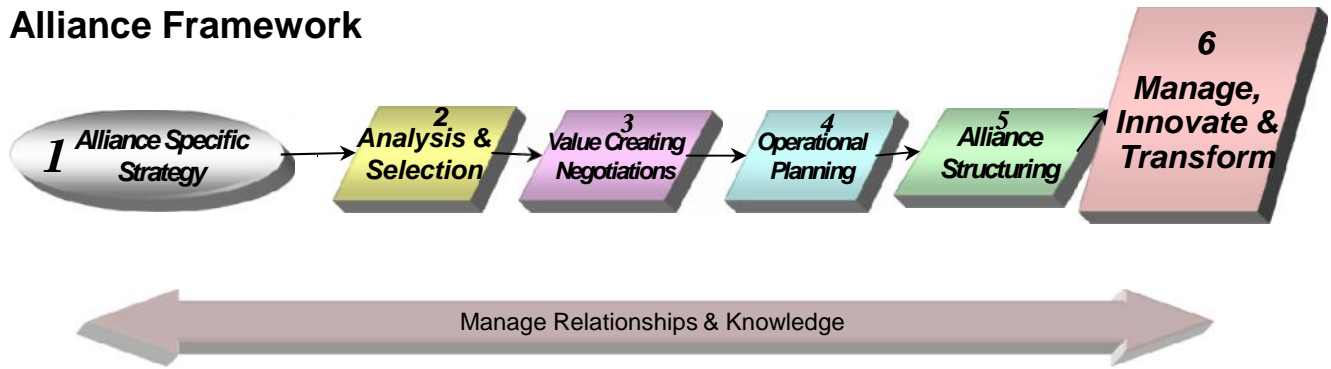 Alliance Framework
1
Alliance Specific
Strategy
2
Analysis &
Selection
3
Value Creating
Negotiations
4
Operational
Planning
5
Alliance
Structuring
6
Manage,
Innovate &
Transform
Manage Relationships & Knowledge